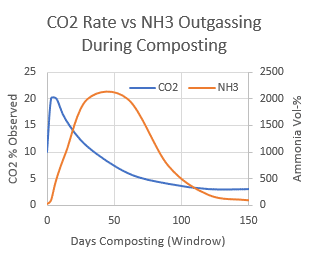 CO2 Rate vs NH3 Outgassing
During Composting
CO2 NH3
25 2500
20 2000
15 1500
10 1000
5 500
0 0
0 50 100 150
CO2 % Observed
Ammonia Vol-%
Days Composting (Windrow)